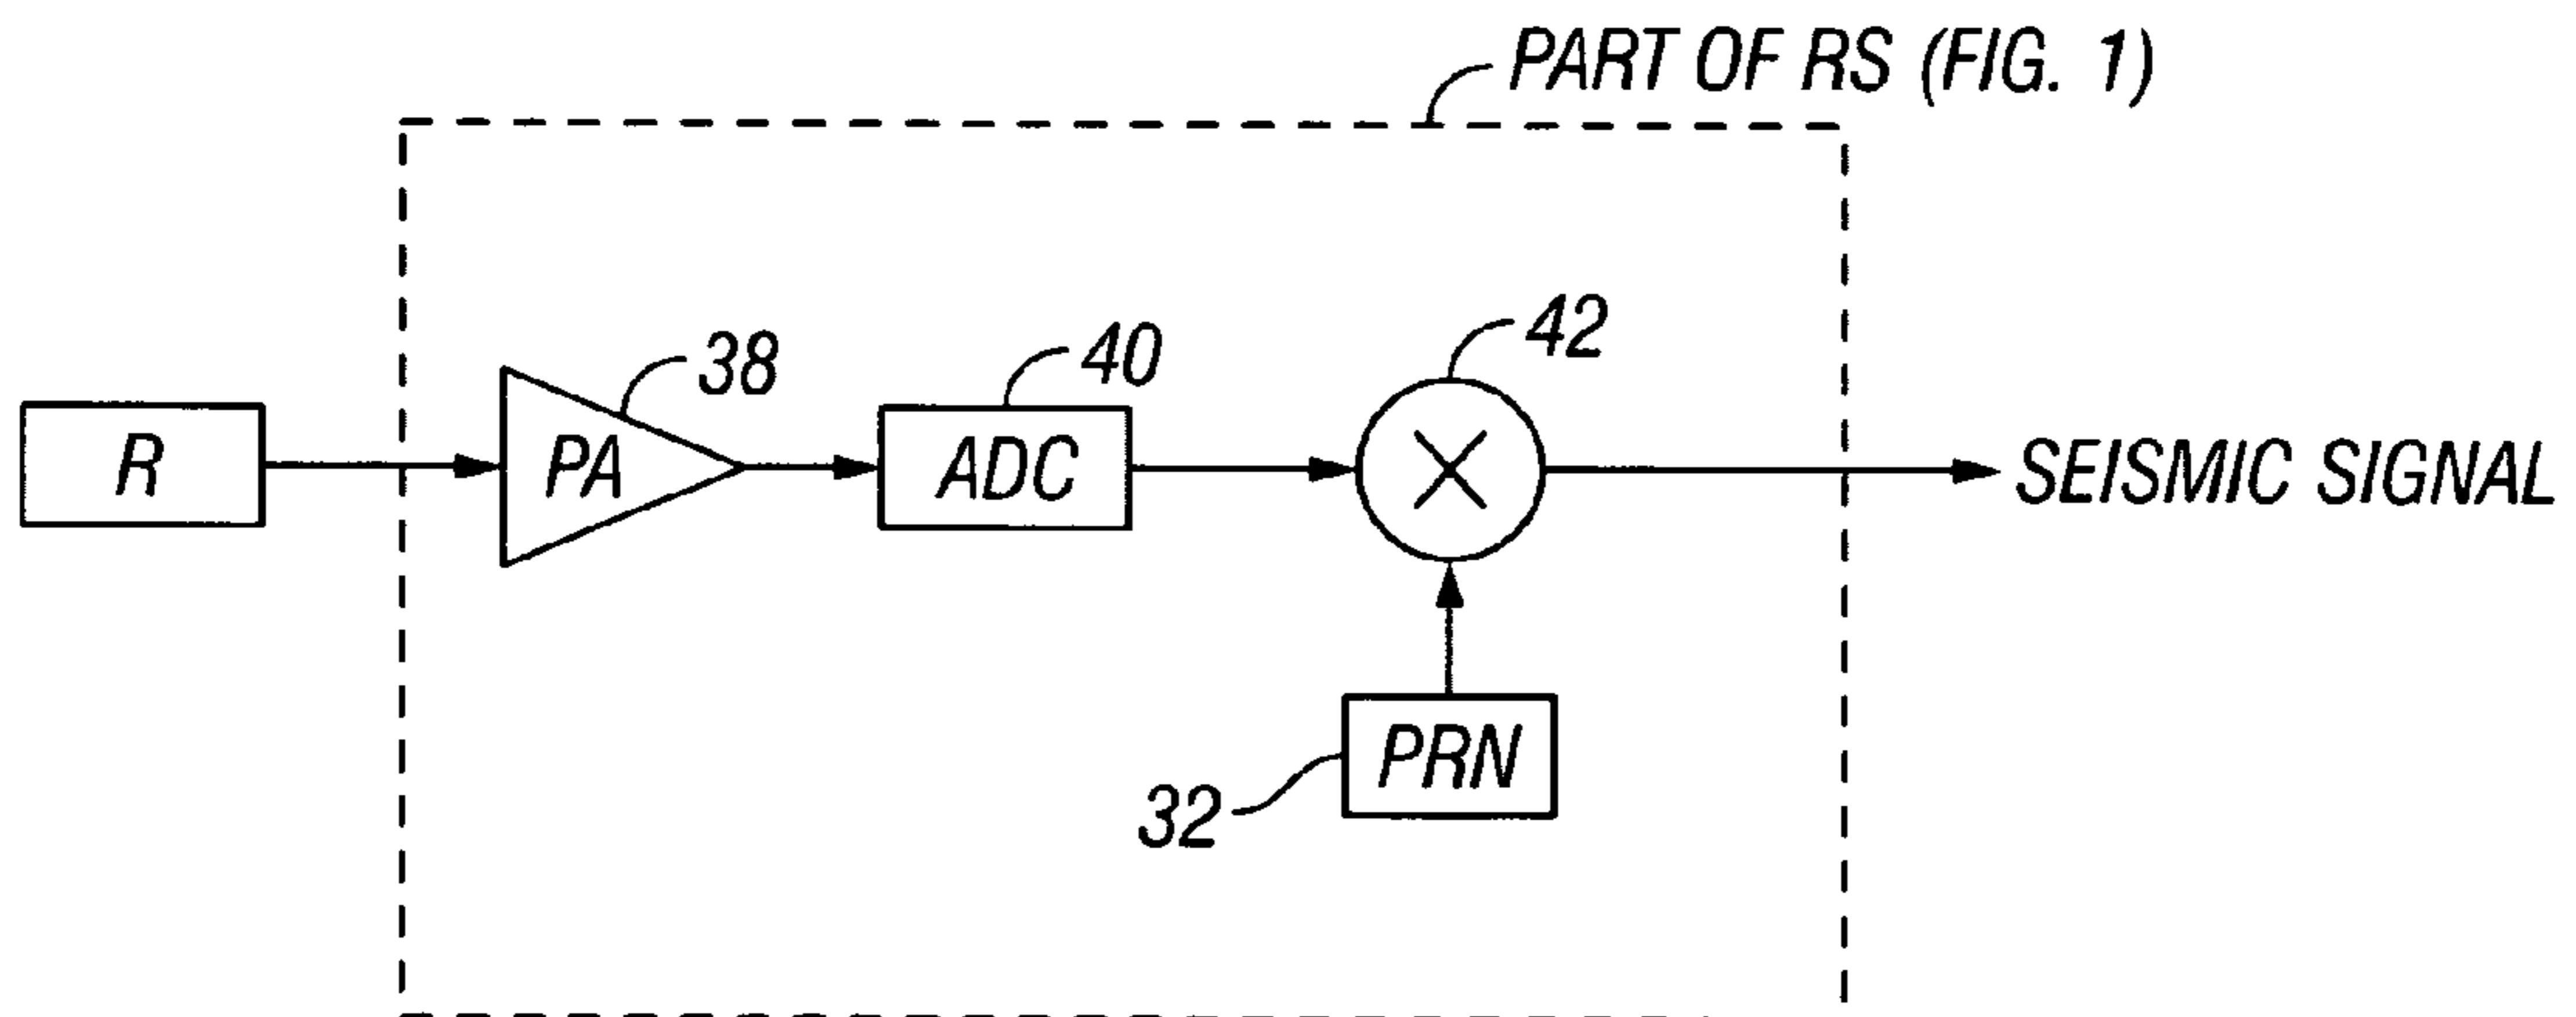 PART OF RS (FIG. 1)
38
40
42
R
PA
ADC
SEISMIC SIGNAL
PRN
32